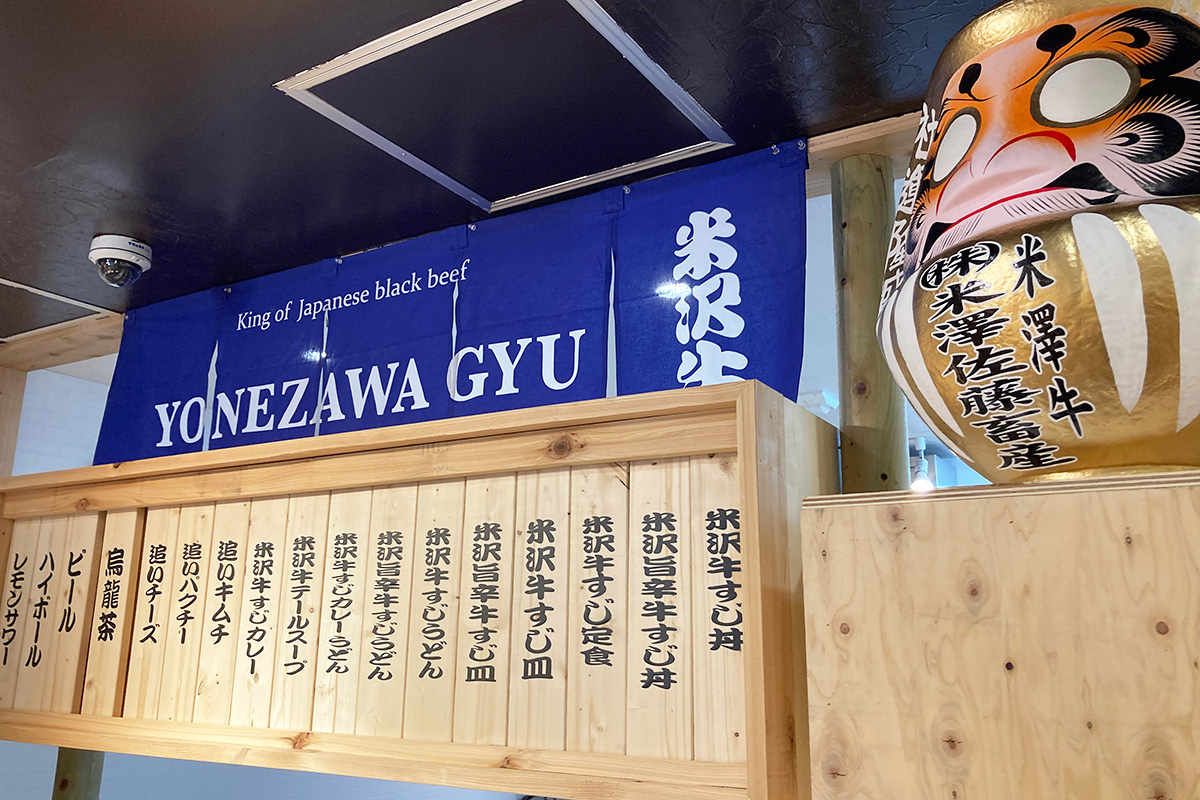 King of Japanese black beef
YONEZAWA GYU
米沢牛
米澤牛
㈱米澤佐藤畜産
米沢牛すじ丼
米沢旨辛牛すじ丼
米沢牛すじ定食
米沢牛すじ皿
米沢旨辛牛すじ皿
米沢牛すじうどん
米沢旨辛牛すじうどん
米沢牛すじカレーうどん
米沢牛テールスープ
米沢牛すじカレー
追いキムチ
追いパクチー
追いチーズ
烏龍茶
ビール
ハイボール
レモンサワー